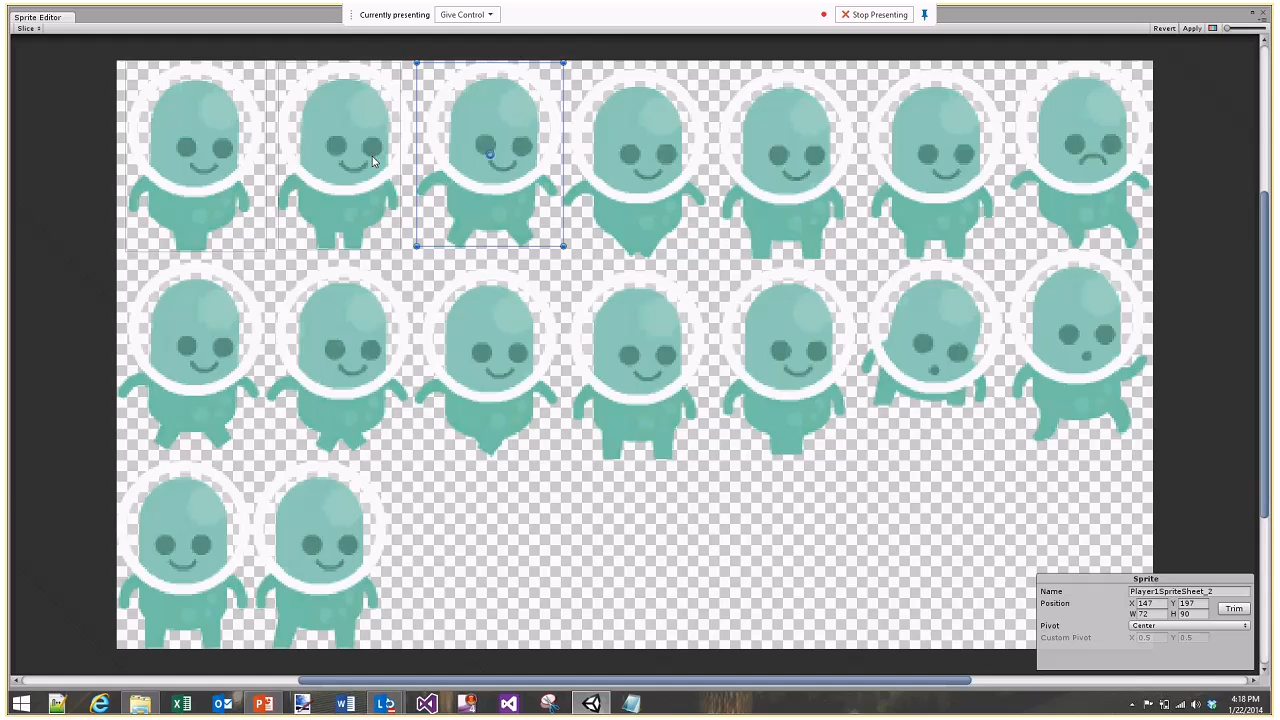 Sprite Editor
Currently presenting
Give Control
Stop Presenting
Slice
Revert
Apply
Sprite
Name Player1SpriteSheet_2
Position X 147 Y 197
W 72 H 90
Trim
Pivot Center
Custom Pivot X 0.5 Y 0.5
4:18 PM
1/22/2014